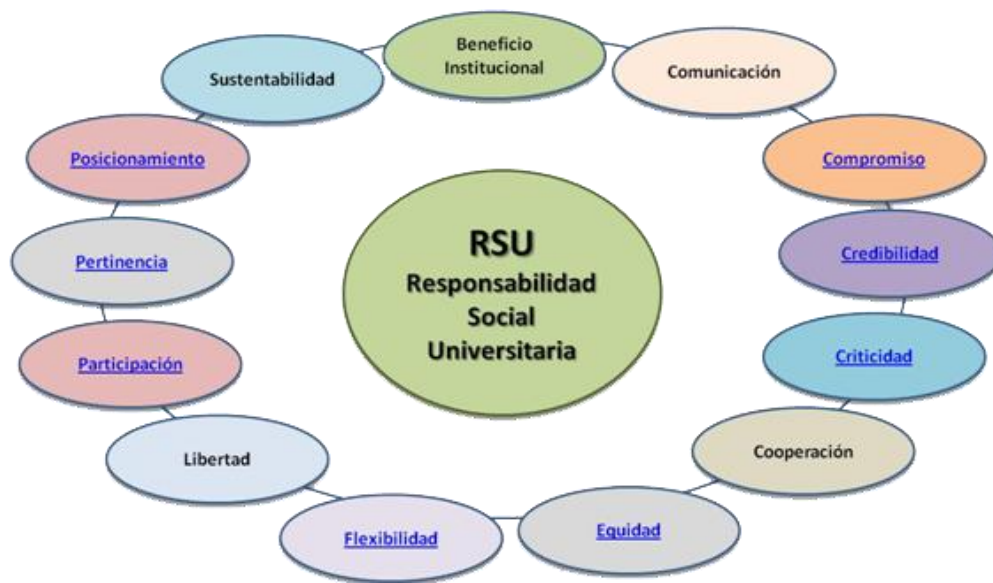 Beneficio
Institucional
Comunicación
Compromiso
Credibilidad
Criticidad
Cooperación
Equidad
Flexibilidad
Libertad
Participación
Pertinencia
Posicionamiento
Sustentabilidad
RSU
Responsabilidad
Social
Universitaria